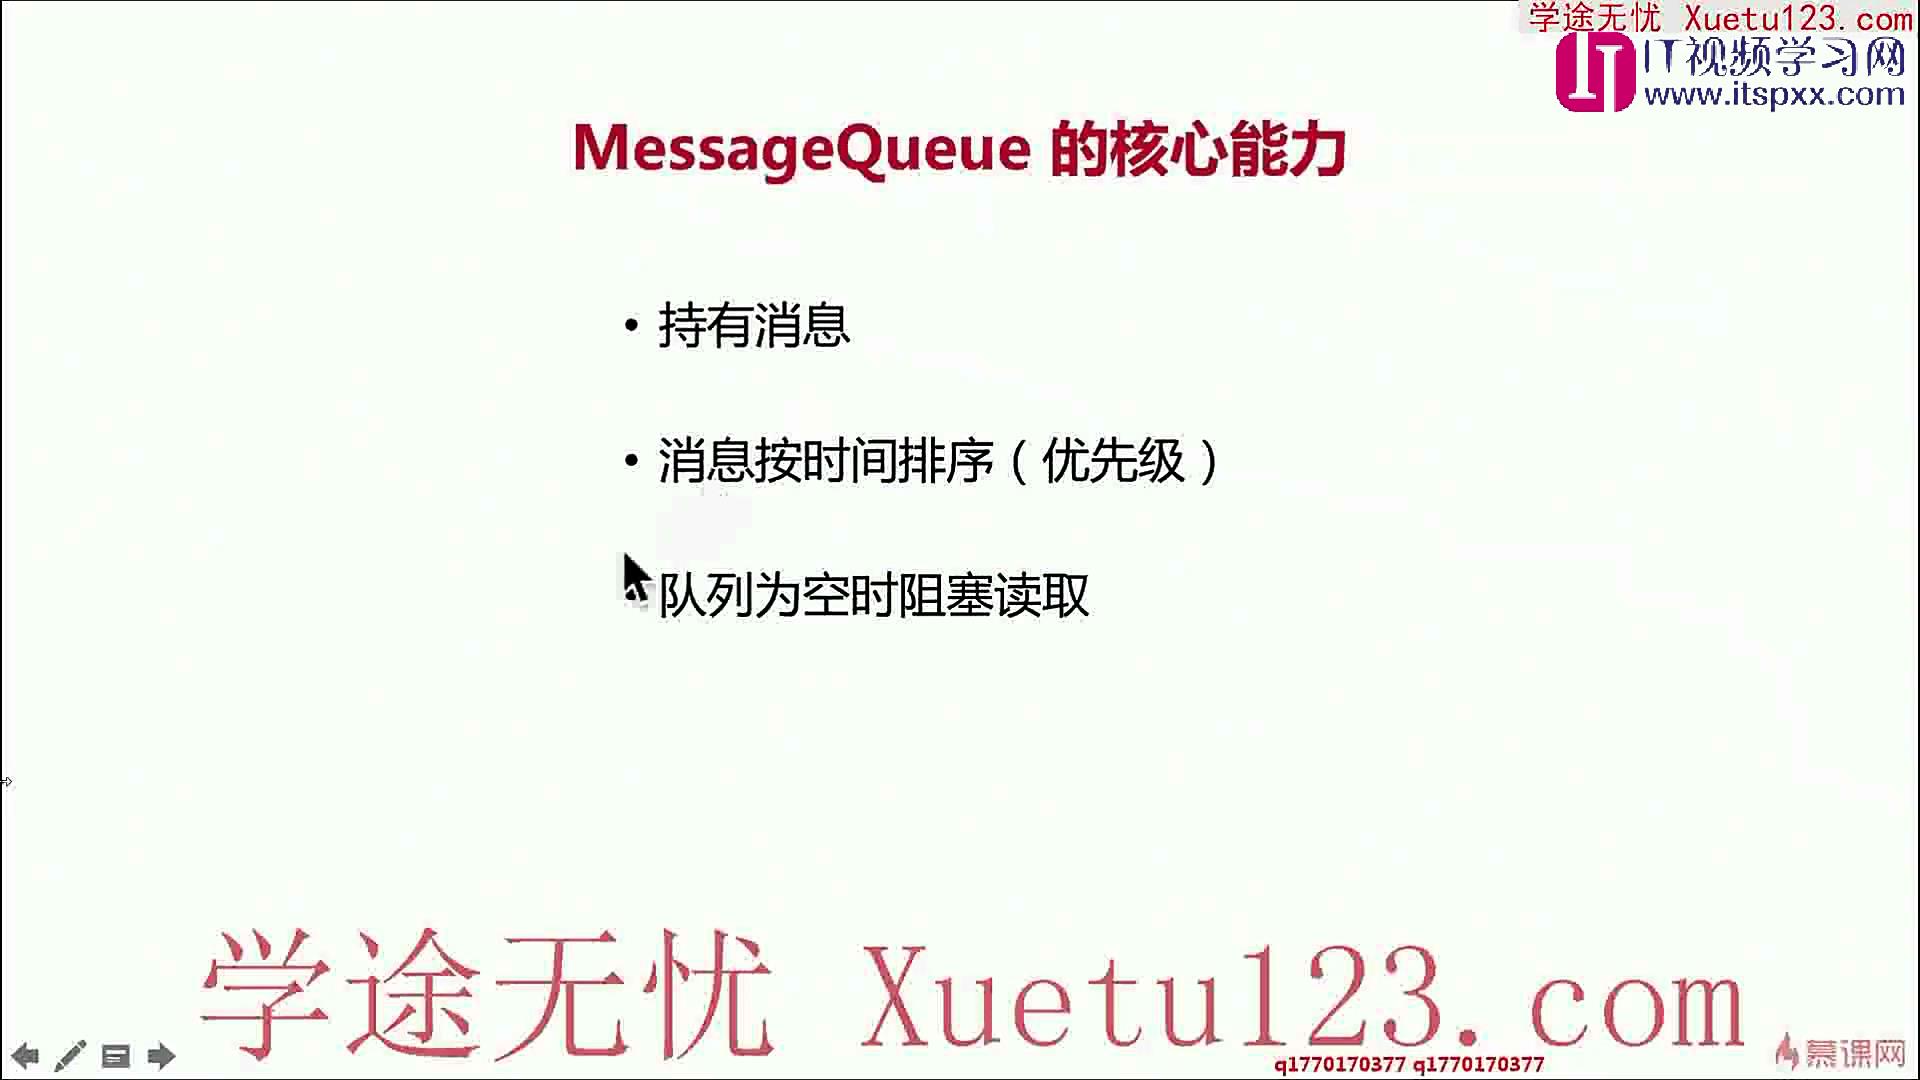 学途无忧 Xuetu123.com
IT视频学习网
www.itspxx.com
MessageQueue 的核心能力
• 持有消息
• 消息按时间排序（优先级）
• 队列为空时阻塞读取
学途无忧 Xuetu123.com
q1770170377 q1770170377
慕课网